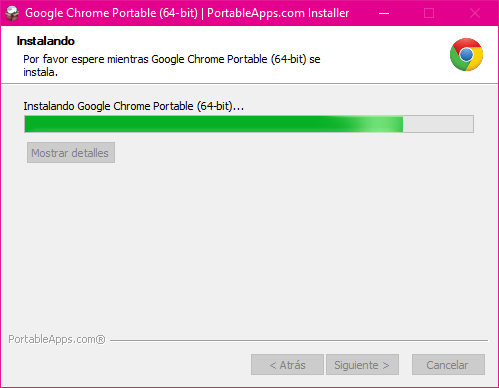 Google Chrome Portable (64-bit) | PortableApps.com Installer
Instalando
Por favor espere mientras Google Chrome Portable (64-bit) se
instala.
Instalando Google Chrome Portable (64-bit)...
Mostrar detalles
PortableApps.com®
< Atrás Siguiente > Cancelar